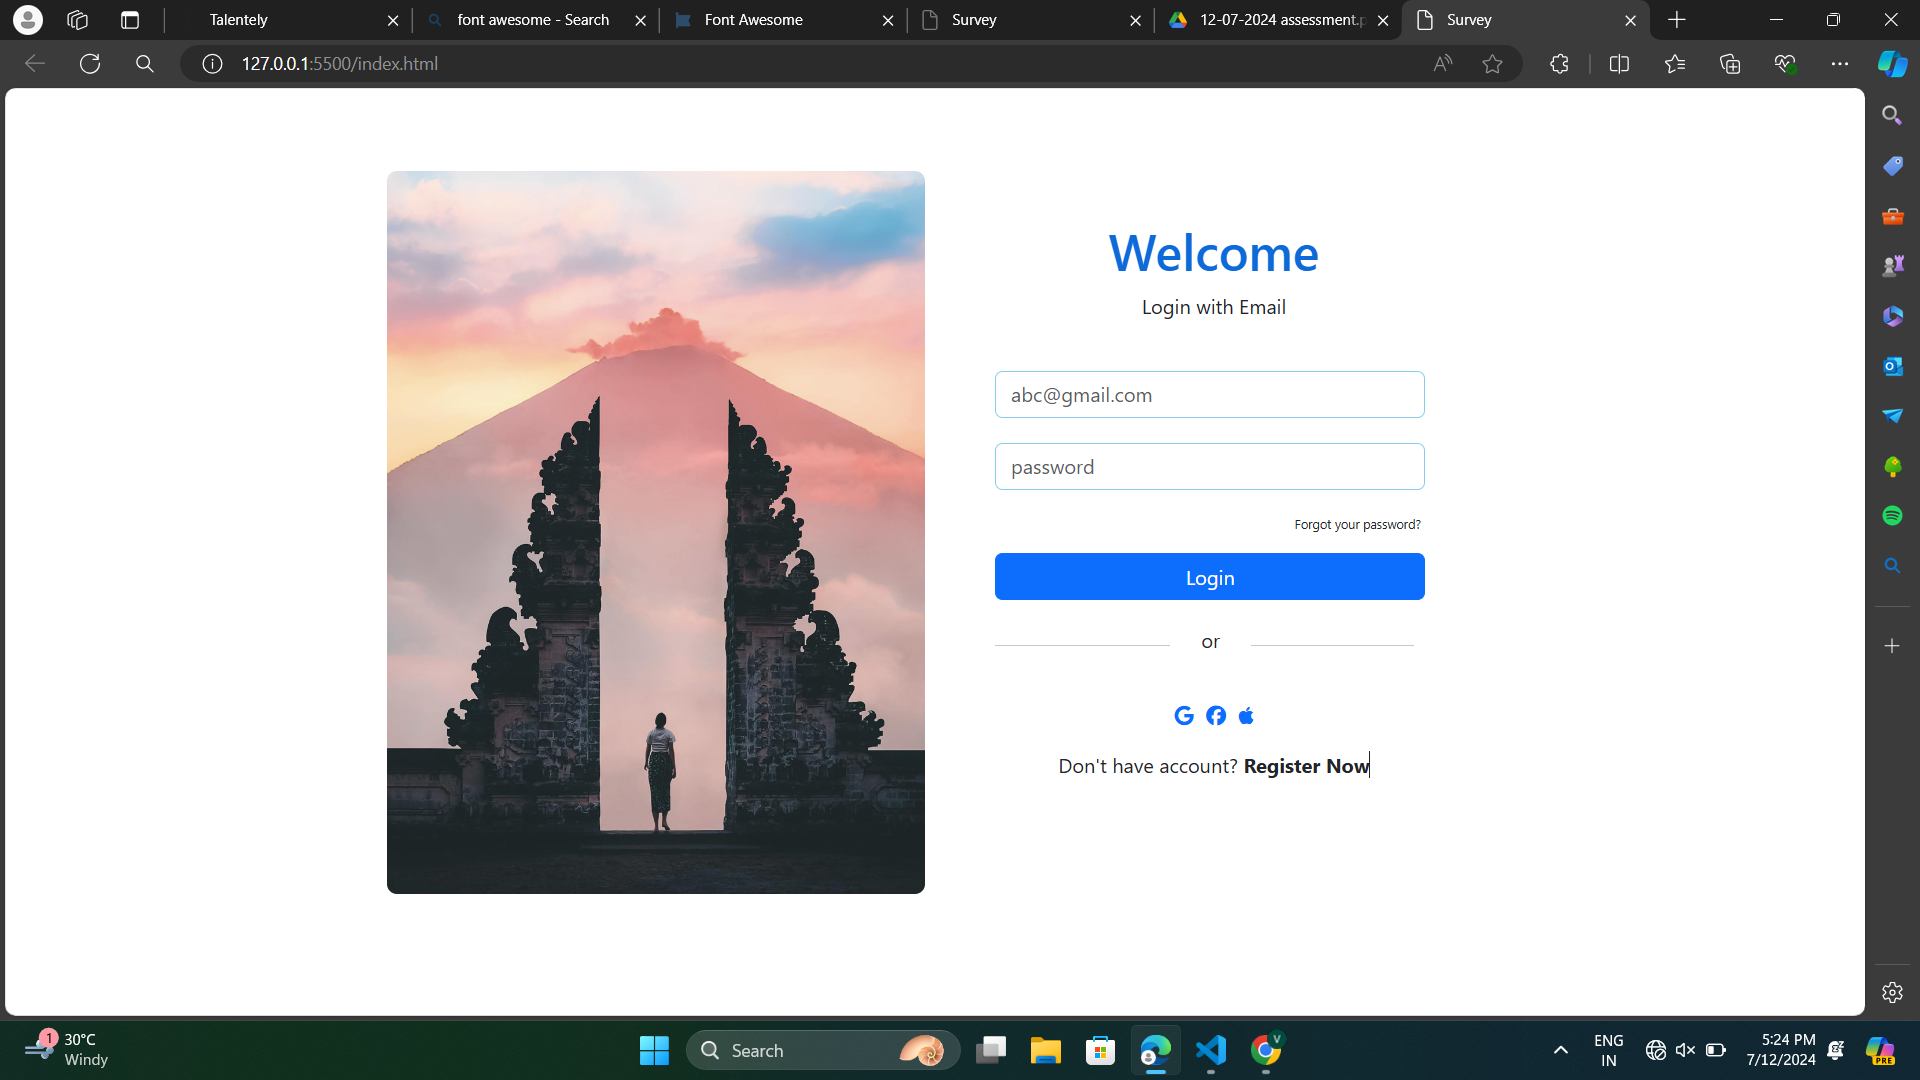 Talentely
font awesome - Search
Font Awesome
Survey
12-07-2024 assessment.p
Survey
127.0.0.1:5500/index.html
Welcome
Login with Email
abc@gmail.com
password
Forgot your password?
Login
or
Don't have account? Register Now
1
30°C
Windy
Search
V
ENG
IN
5:24 PM
7/12/2024
PRE